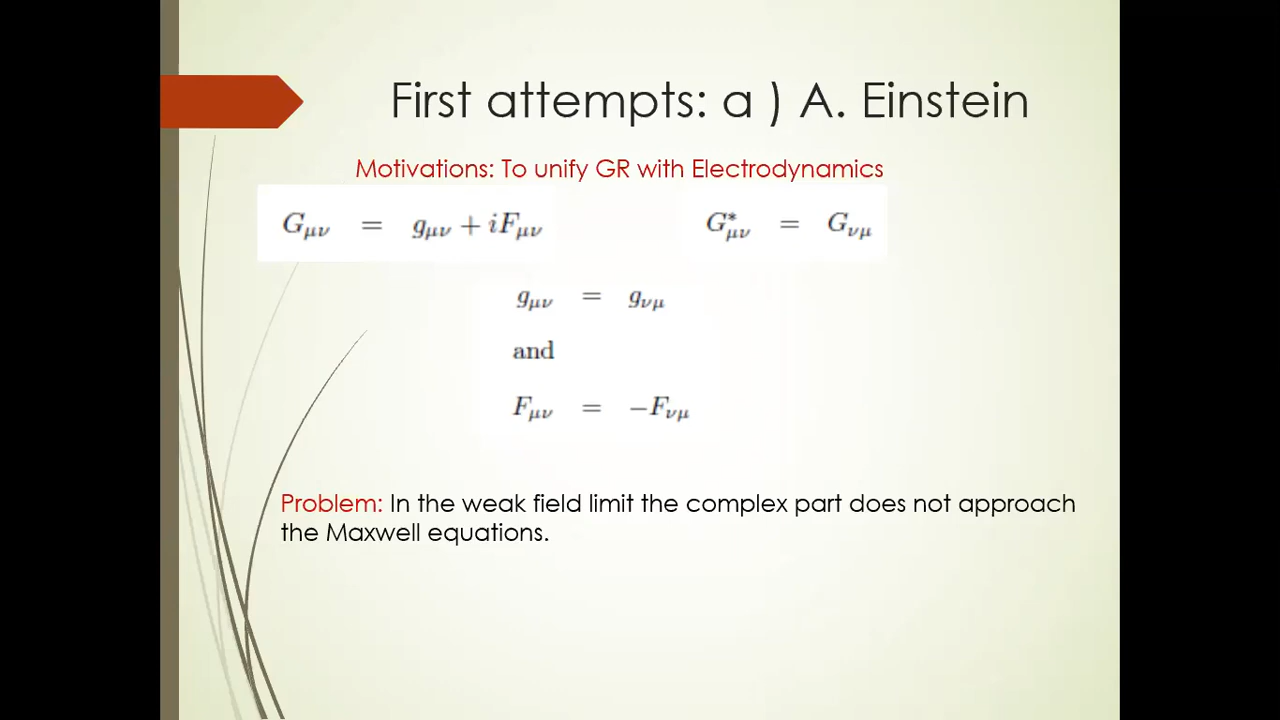 First attempts: a ) A. Einstein
Motivations: To unify GR with Electrodynamics
G_{μν} = g_{μν} + iF_{μν}
G^*_{μν} = G_{νμ}
g_{μν} = g_{νμ}
and
F_{μν} = −F_{νμ}
Problem: In the weak field limit the complex part does not approach
the Maxwell equations.